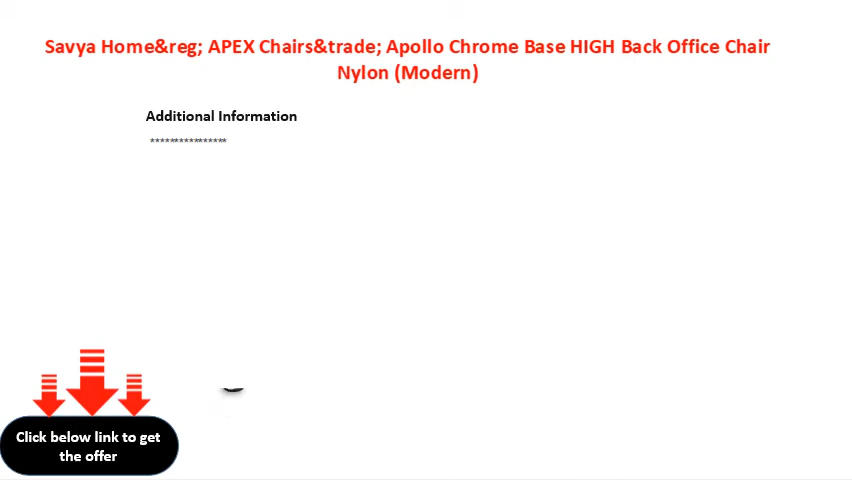 Savya Home&reg; APEX Chairs&trade; Apollo Chrome Base HIGH Back Office Chair
Nylon (Modern)
Additional Information
****************
Click below link to get
the offer